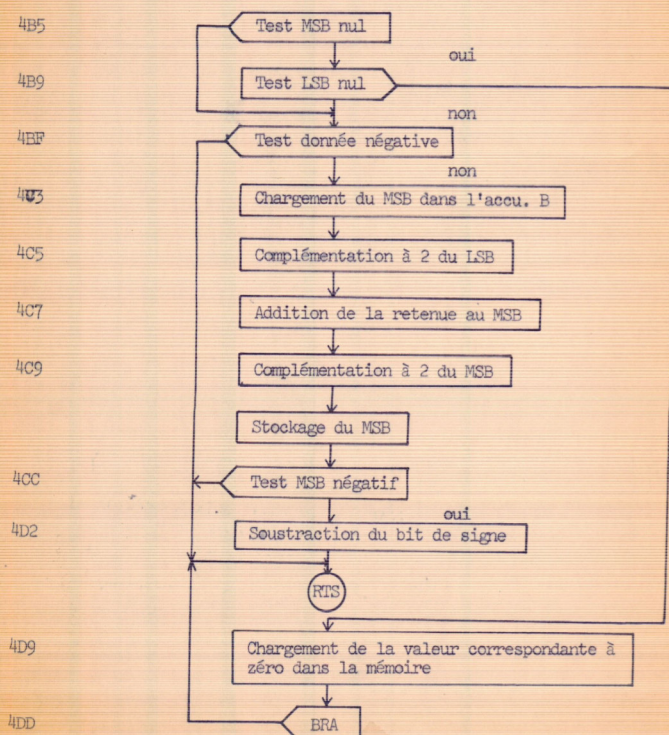 4B5 Test MSB nul
oui
4B9 Test LSB nul
non
4BF Test donnée négative
non
Chargement du MSB dans l'accu. B
4C5 Complémentation à 2 du LSB
4C7 Addition de la retenue au MSB
4C9 Complémentation à 2 du MSB
Stockage du MSB
4CC Test MSB négatif
oui
4D2 Soustraction du bit de signe
RTS
4D9 Chargement de la valeur correspondante à
zéro dans la mémoire
4DD BRA